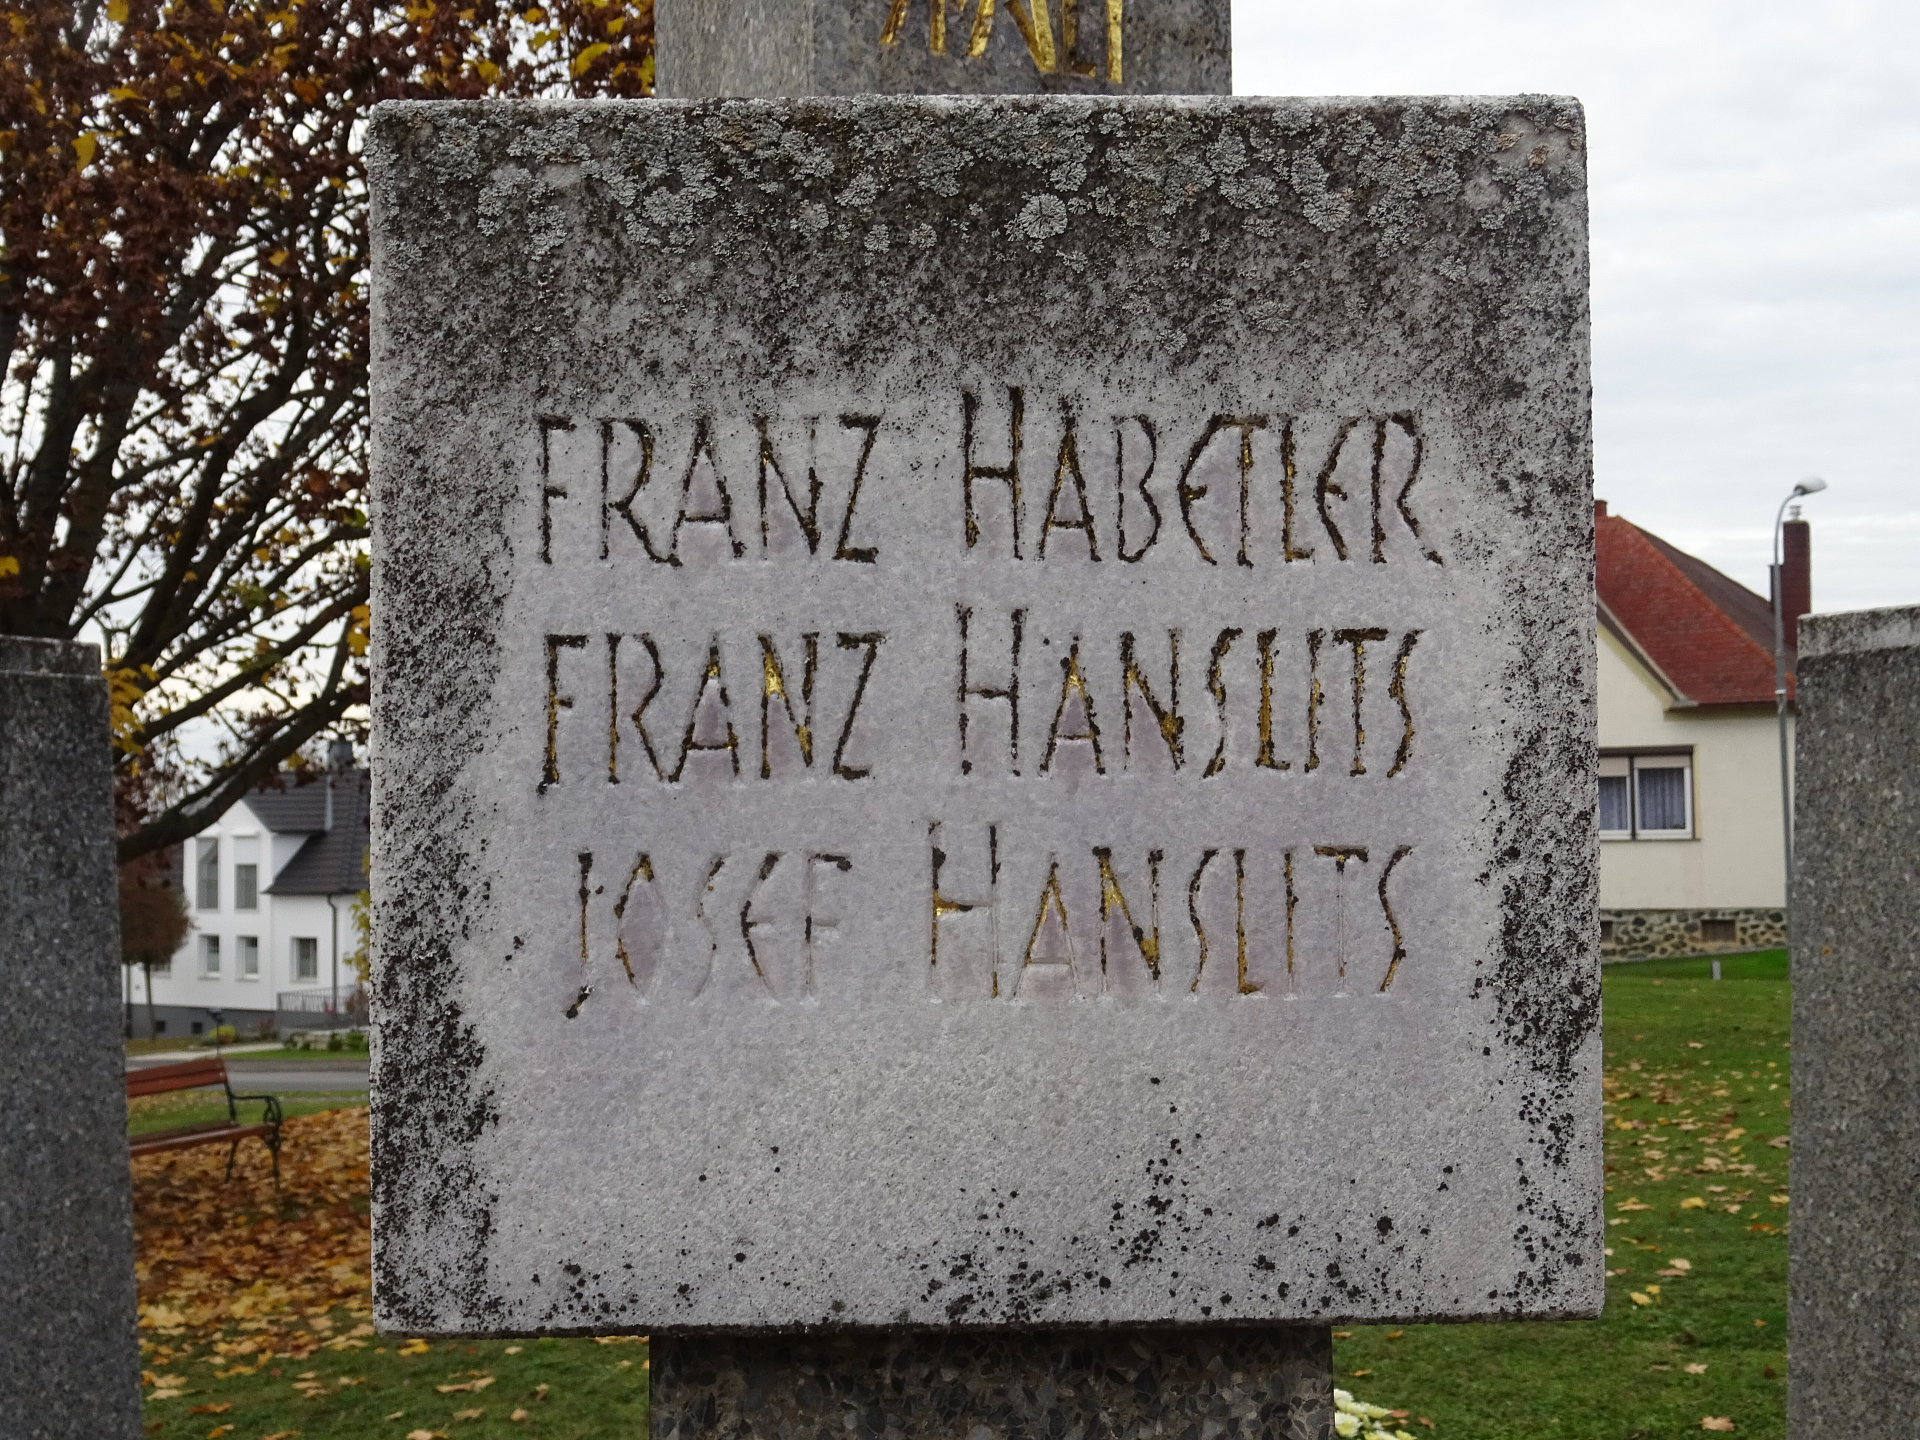 FRANZ HABETLER
FRANZ HANSLITS
JOSEF HANSLITS